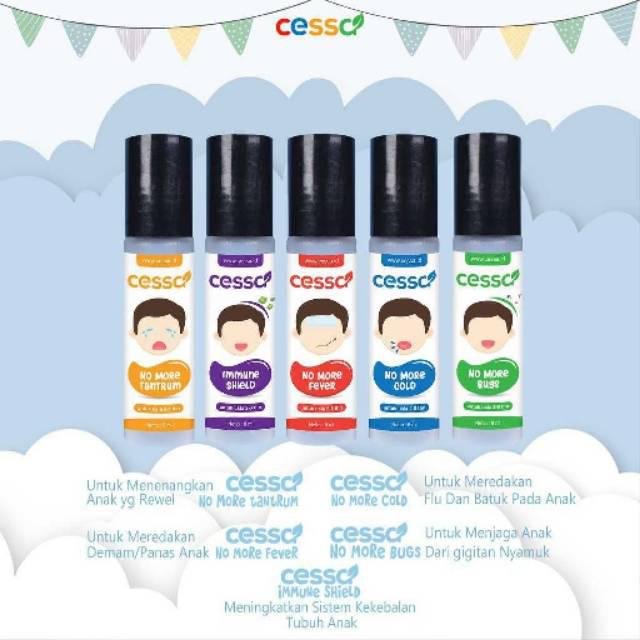 cessa
cessa
NO MORE
TANTRUM
cessa
IMMUNE
SHIELD
cessa
NO MORE
FEVER
cessa
NO MORE
COLD
cessa
NO MORE
BUGS
Untuk Menenangkan
Anak yg Rewel
cessa
NO MORE TANTRUM
cessa
NO MORE COLD
Untuk Meredakan
Flu Dan Batuk Pada Anak
Untuk Meredakan
Demam/Panas Anak
cessa
NO MORE FEVER
cessa
NO MORE BUGS
Untuk Menjaga Anak
Dari gigitan Nyamuk
cessa
IMMUNE SHIELD
Meningkatkan Sistem Kekebalan
Tubuh Anak